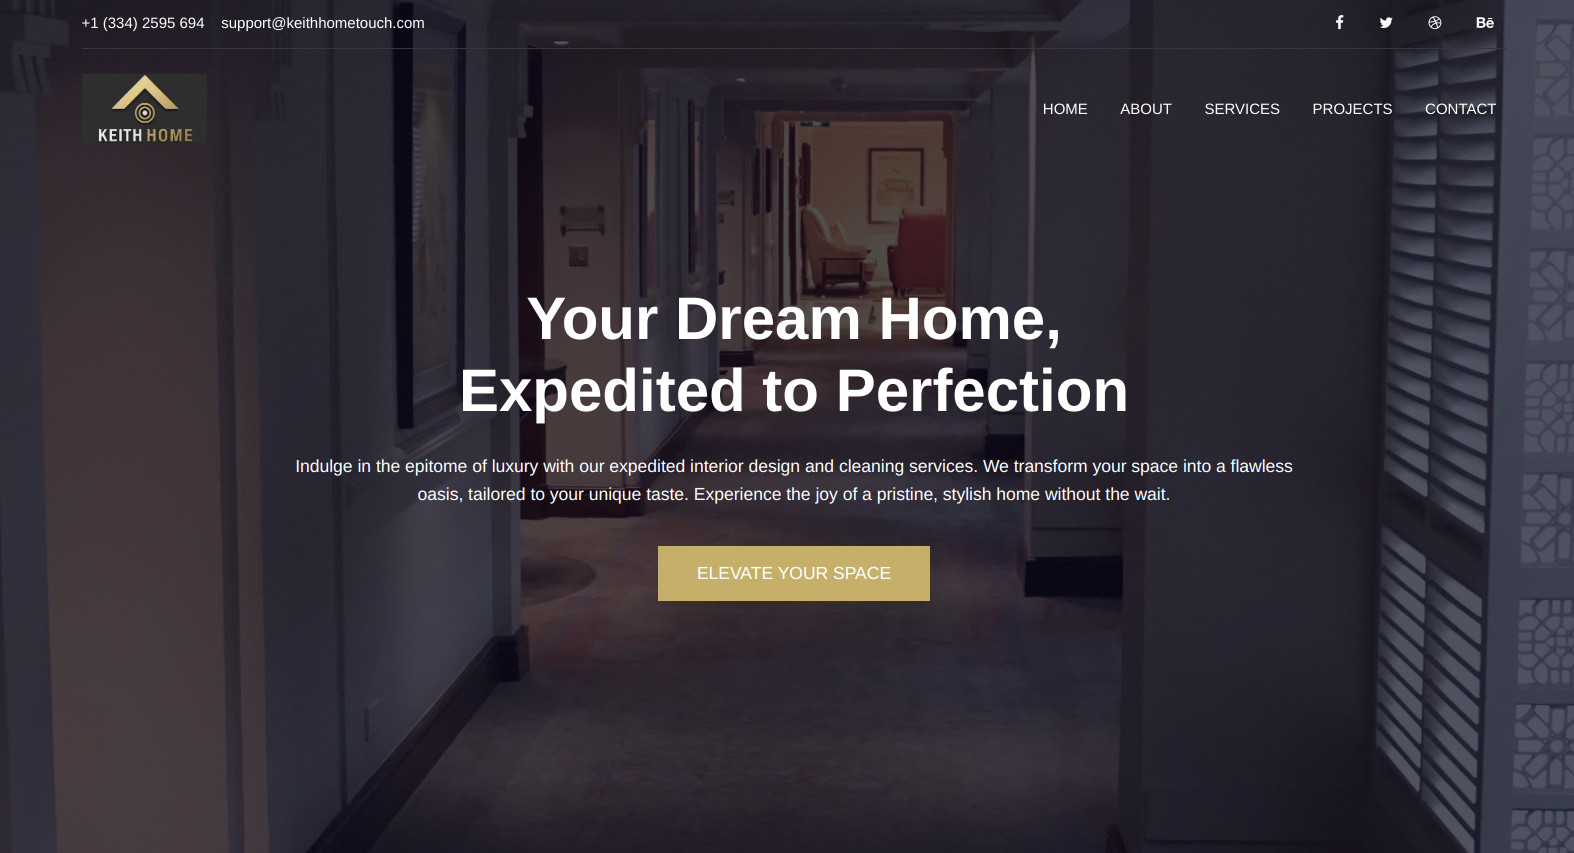 +1 (334) 2595 694 support@keithhometouch.com
Bē
KEITH HOME
HOME ABOUT SERVICES PROJECTS CONTACT
Your Dream Home,
Expedited to Perfection
Indulge in the epitome of luxury with our expedited interior design and cleaning services. We transform your space into a flawless
oasis, tailored to your unique taste. Experience the joy of a pristine, stylish home without the wait.
ELEVATE YOUR SPACE